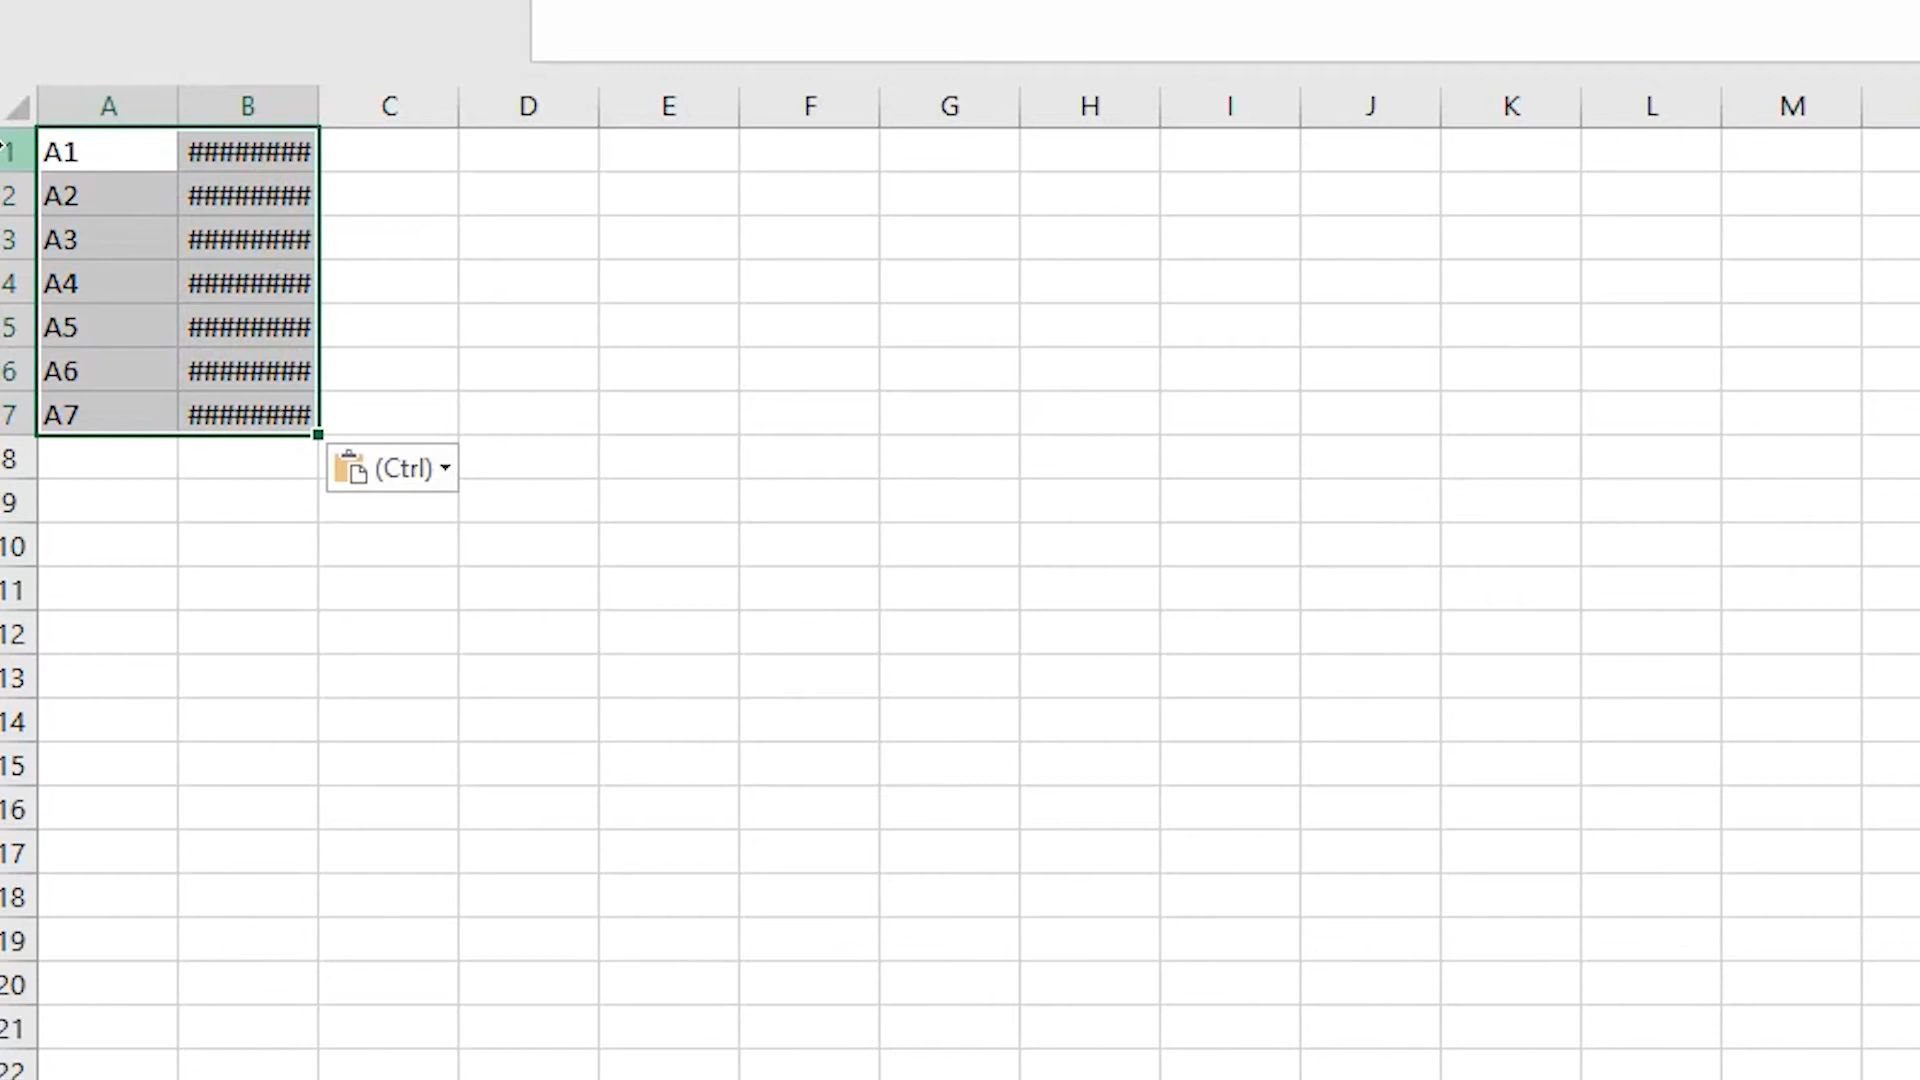 A B C D E F G H I J K L M
1 A1 ########
2 A2 ########
3 A3 ########
4 A4 ########
5 A5 ########
6 A6 ########
7 A7 ########
8 (Ctrl)
9
10
11
12
13
14
15
16
17
18
19
20
21
22